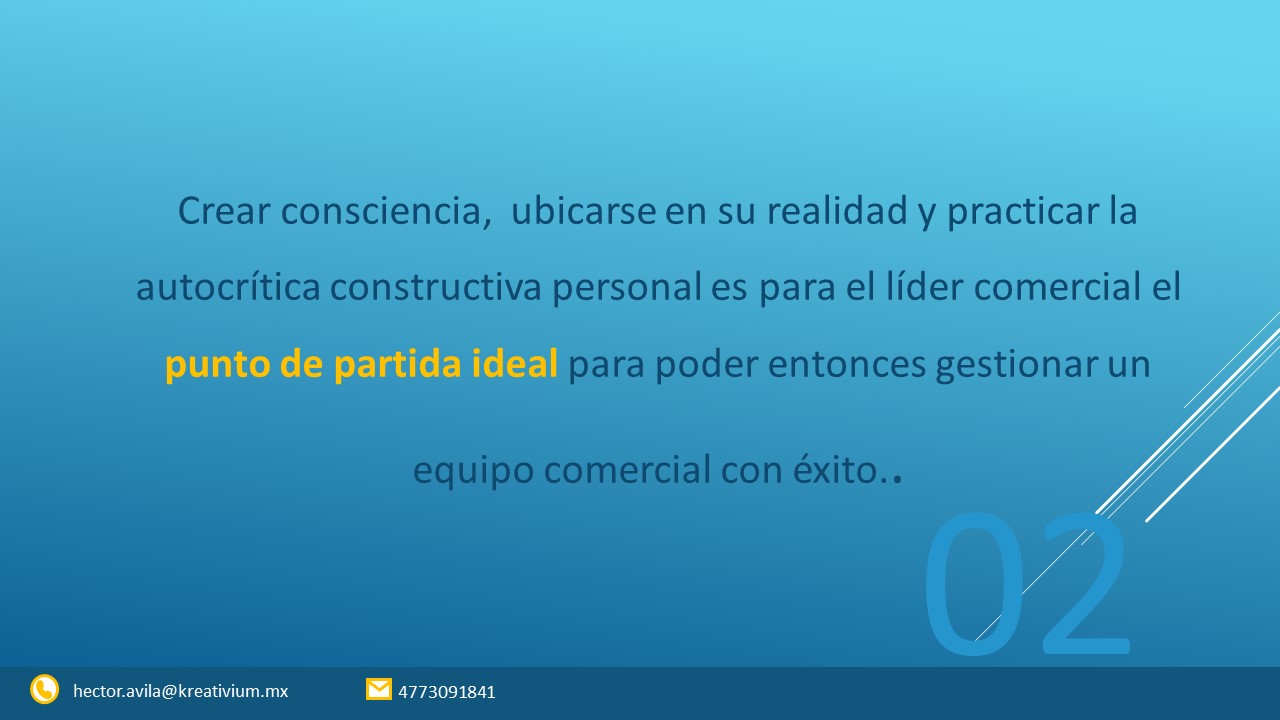 Crear consciencia,  ubicarse en su realidad y practicar la
autocrítica constructiva personal es para el líder comercial el
punto de partida ideal para poder entonces gestionar un
equipo comercial con éxito..
02
hector.avila@kreativium.mx
4773091841